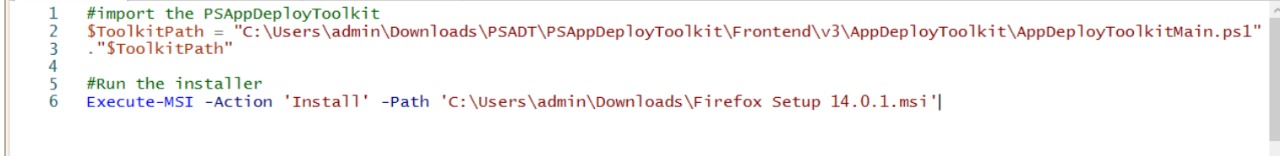 1 #import the PSAppDeployToolkit
2 $ToolkitPath = "C:\Users\admin\Downloads\PSADT\PSAppDeployToolkit\Frontend\v3\AppDeployToolkit\AppDeployToolkitMain.ps1"
3 ."$ToolkitPath"
4
5 #Run the installer
6 Execute-MSI -Action 'Install' -Path 'C:\Users\admin\Downloads\Firefox Setup 14.0.1.msi'